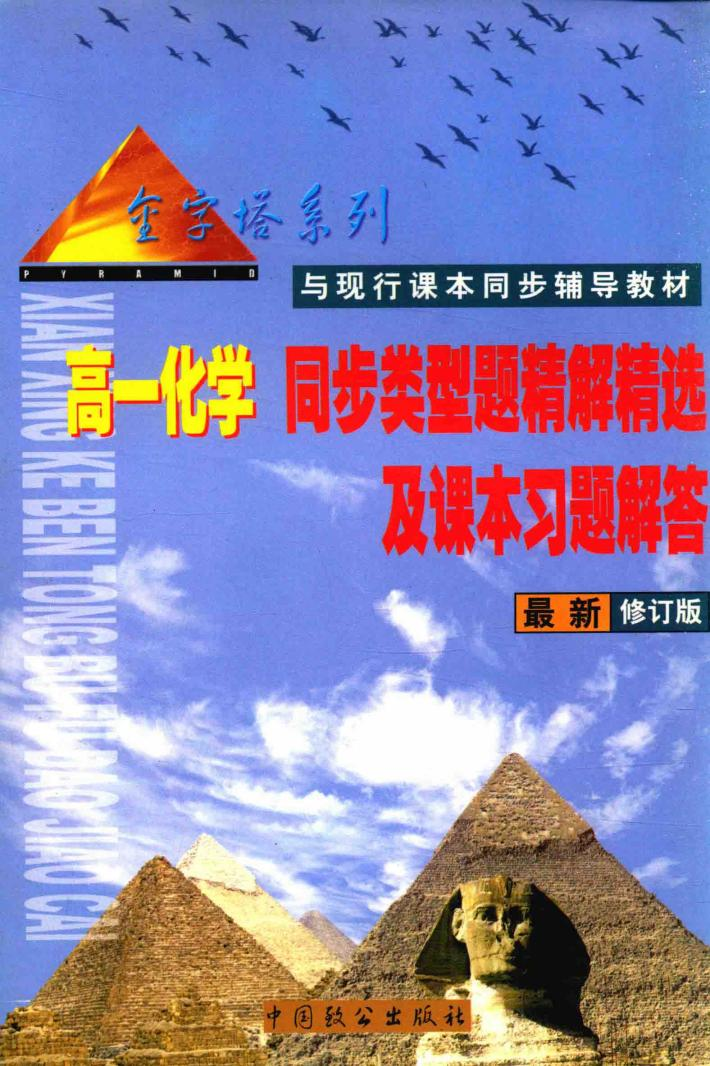 金字塔系列
PYRAMID
与现行课本同步辅导教材
高一化学 同步类型题精解精选
及课本习题解答
最新 修订版
XIAN XING KE BEN TONG BU FU DAO JIAO CAI
中国致公出版社